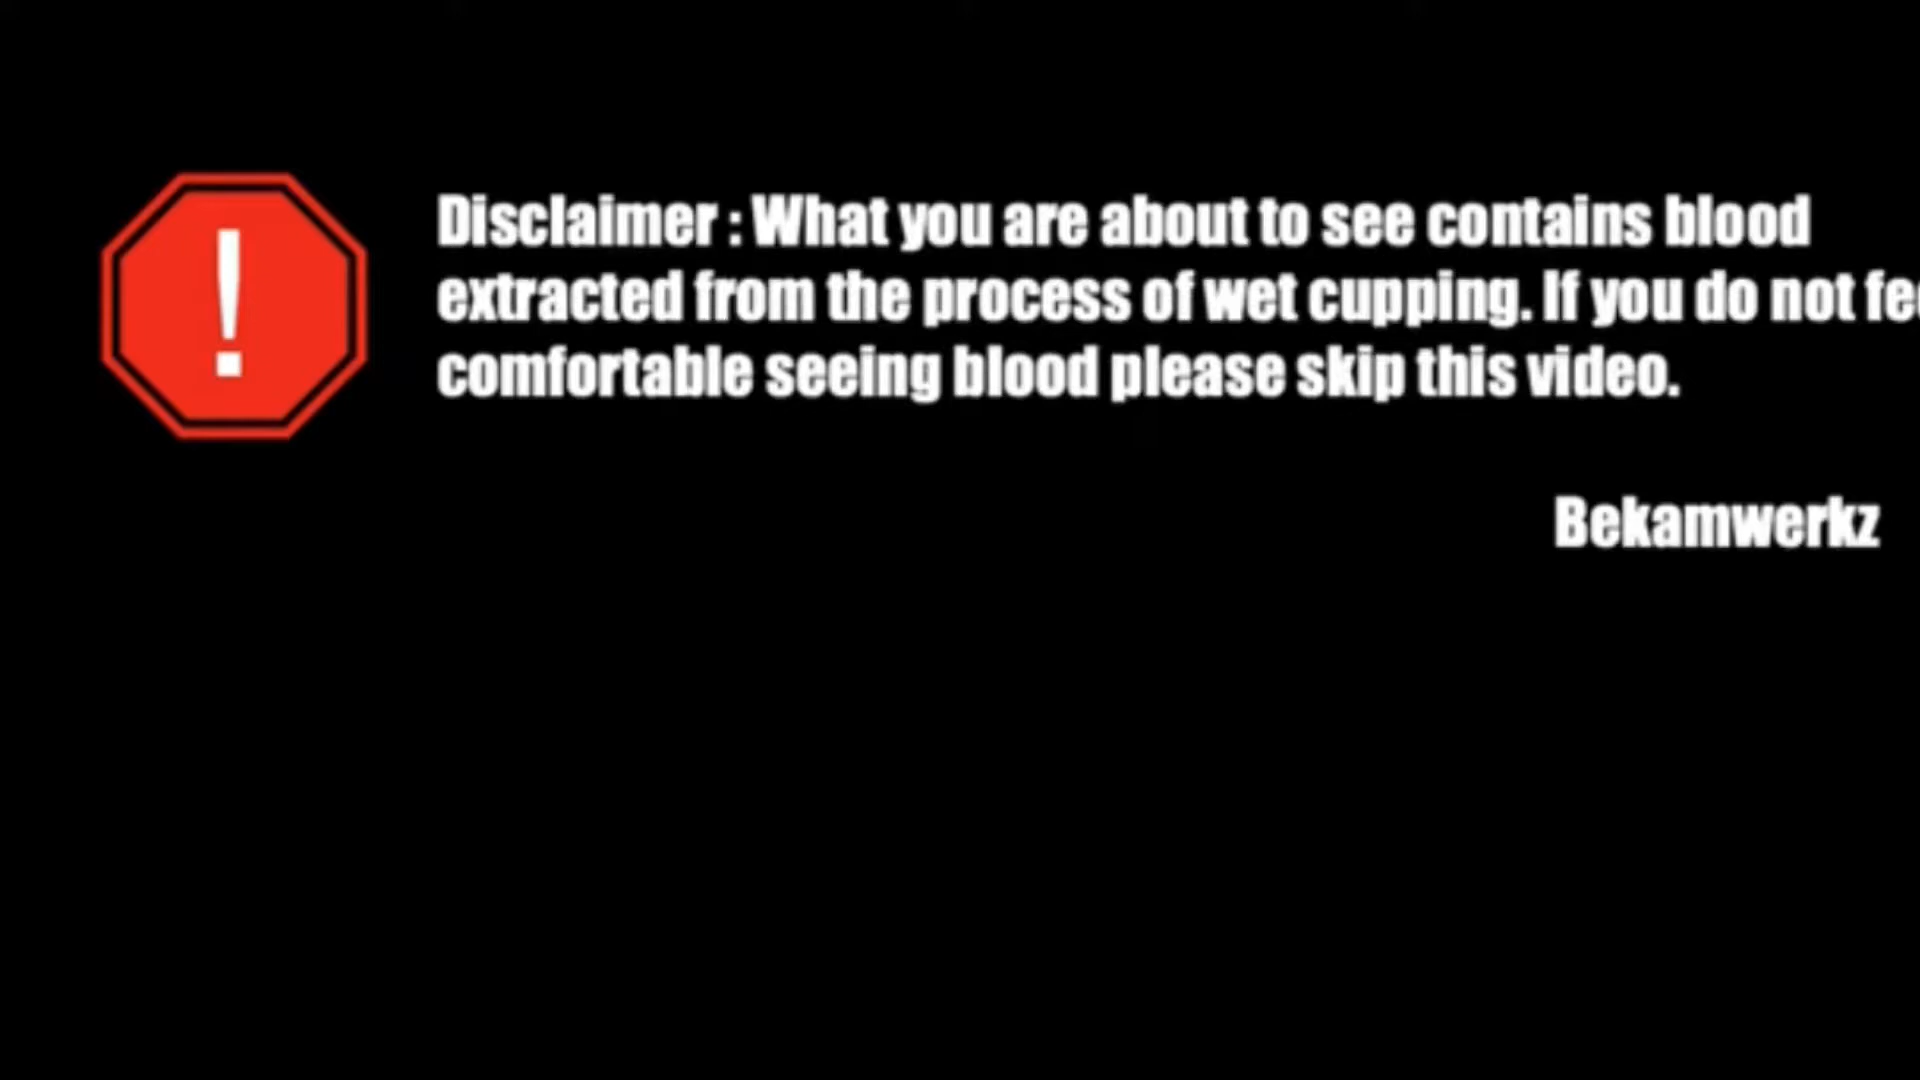 !
Disclaimer : What you are about to see contains blood
extracted from the process of wet cupping. If you do not fee
comfortable seeing blood please skip this video.
Bekamwerkz